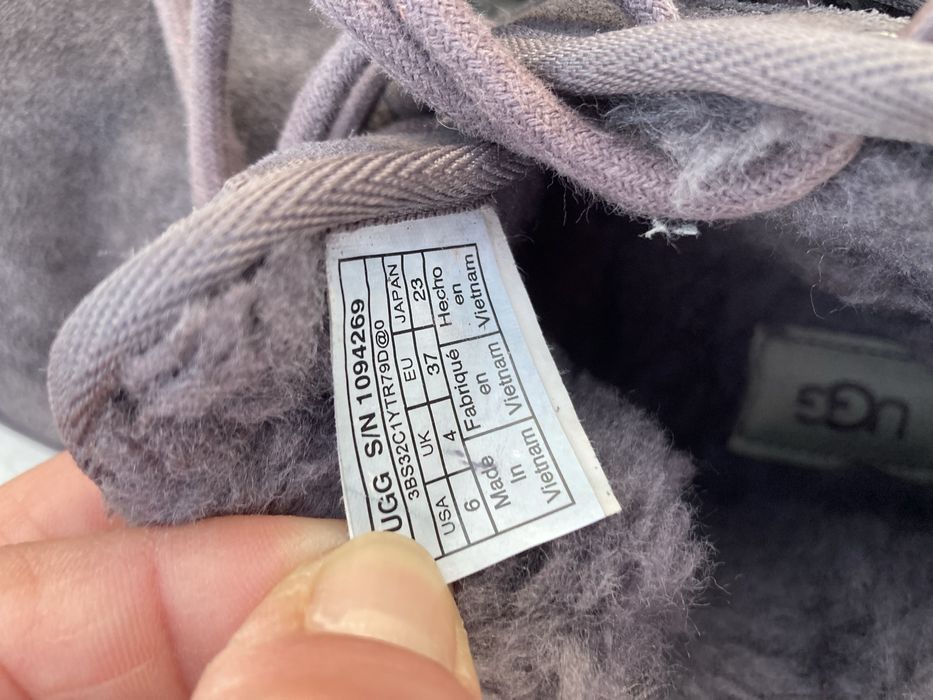 UGG S/N 1094269
3BS32C1YTR79D@0
USA UK EU JAPAN
6 4 37 23
Made Fabriqué Hecho
In en en
Vietnam Vietnam Vietnam
UGG